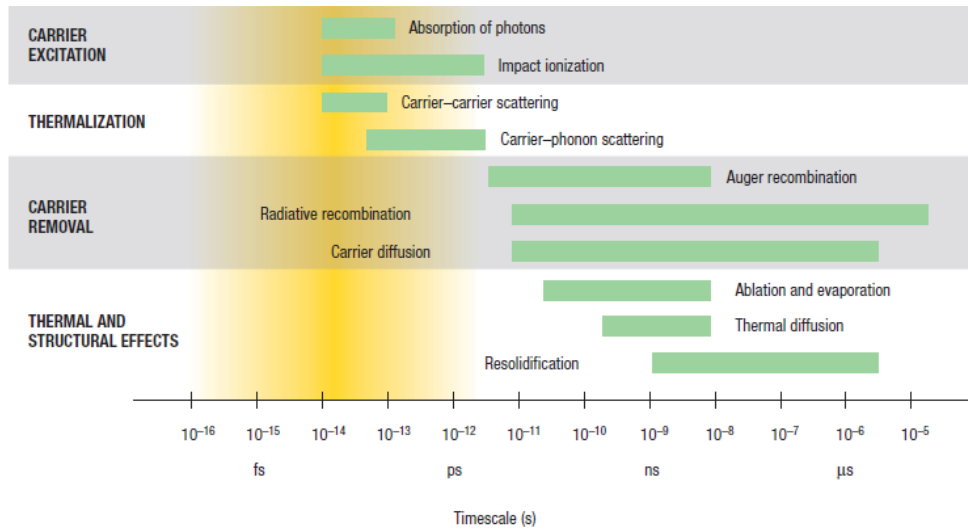 CARRIER
EXCITATION
Absorption of photons
Impact ionization
THERMALIZATION
Carrier–carrier scattering
Carrier–phonon scattering
CARRIER
REMOVAL
Auger recombination
Radiative recombination
Carrier diffusion
THERMAL AND
STRUCTURAL EFFECTS
Ablation and evaporation
Thermal diffusion
Resolidification
10⁻¹⁶ 10⁻¹⁵ 10⁻¹⁴ 10⁻¹³ 10⁻¹² 10⁻¹¹ 10⁻¹⁰ 10⁻⁹ 10⁻⁸ 10⁻⁷ 10⁻⁶ 10⁻⁵
fs ps ns µs
Timescale (s)